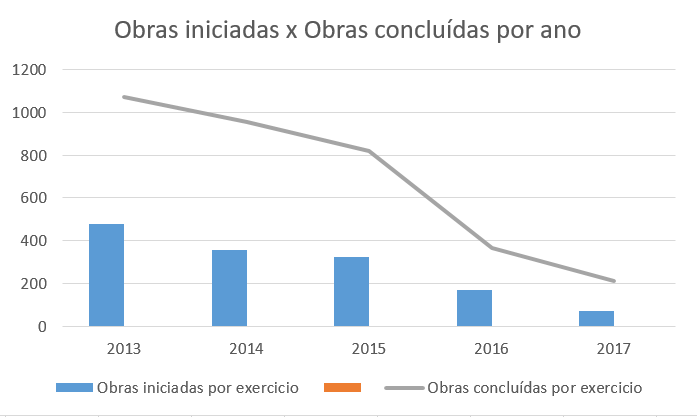 Obras iniciadas x Obras concluídas por ano
1200
1000
800
600
400
200
0
2013 2014 2015 2016 2017
Obras iniciadas por exercicio Obras concluídas por exercicio